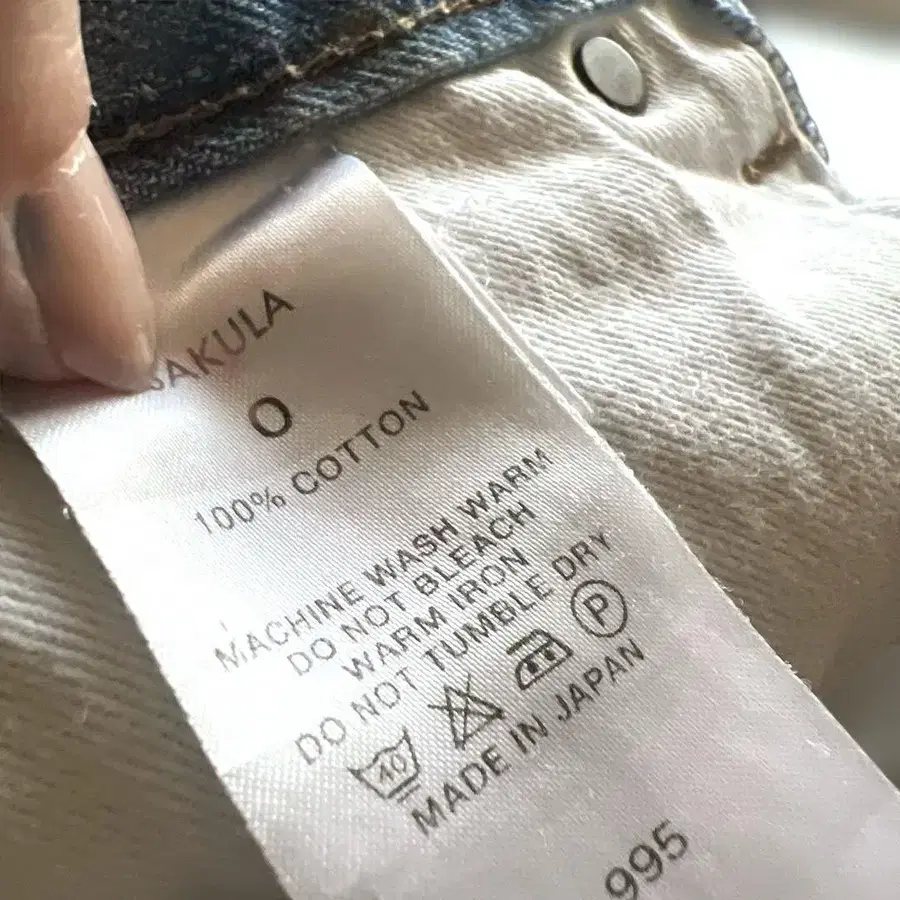 SAKULA
0
100% COTTON
MACHINE WASH WARM
DO NOT BLEACH
WARM IRON
DO NOT TUMBLE DRY
40 P
MADE IN JAPAN
995